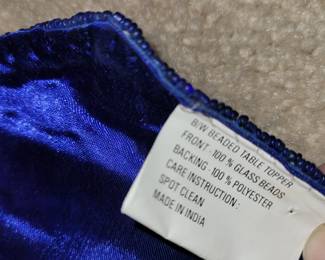 B/W BEADED TABLE TOPPER
FRONT : 100 % GLASS BEADS
BACKING : 100 % POLYESTER
CARE INSTRUCTION :
SPOT CLEAN
MADE IN INDIA